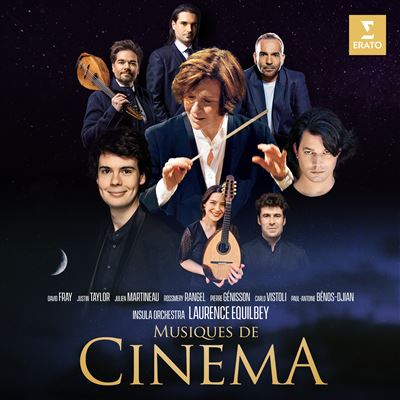 ERATO
DAVID FRAY JUSTIN TAYLOR JULIEN MARTINEAU ROSSMERY RANGEL PIERRE GÉNISSON CARLO VISTOLI PAUL-ANTOINE BÉNOS-DJIAN
INSULA ORCHESTRA LAURENCE EQUILBEY
MUSIQUES DE
CINEMA